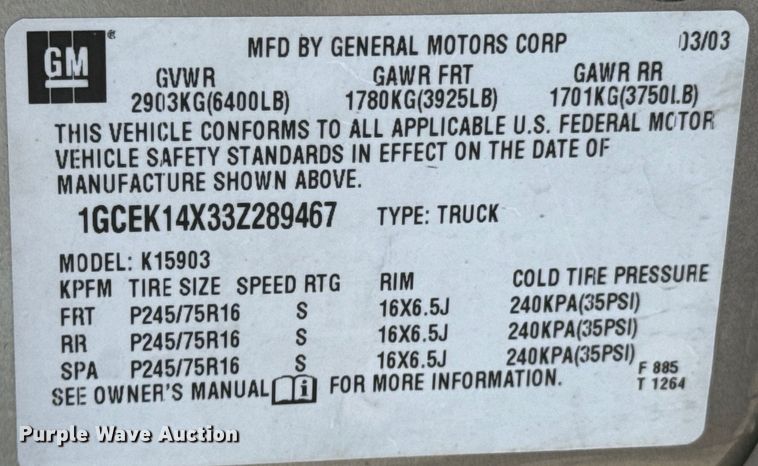 GM®
MFD BY GENERAL MOTORS CORP 03/03
GVWR GAWR FRT GAWR RR
2903KG(6400LB) 1780KG(3925LB) 1701KG(3750LB)
THIS VEHICLE CONFORMS TO ALL APPLICABLE U.S. FEDERAL MOTOR
VEHICLE SAFETY STANDARDS IN EFFECT ON THE DATE OF
MANUFACTURE SHOWN ABOVE.
1GCEK14X33Z289467 TYPE: TRUCK
MODEL: K15903
KPFM TIRE SIZE SPEED RTG RIM COLD TIRE PRESSURE
FRT P245/75R16 S 16X6.5J 240KPA(35PSI)
RR P245/75R16 S 16X6.5J 240KPA(35PSI)
SPA P245/75R16 S 16X6.5J 240KPA(35PSI)
SEE OWNER'S MANUAL i FOR MORE INFORMATION.
F 885
T 1264
Purple Wave Auction